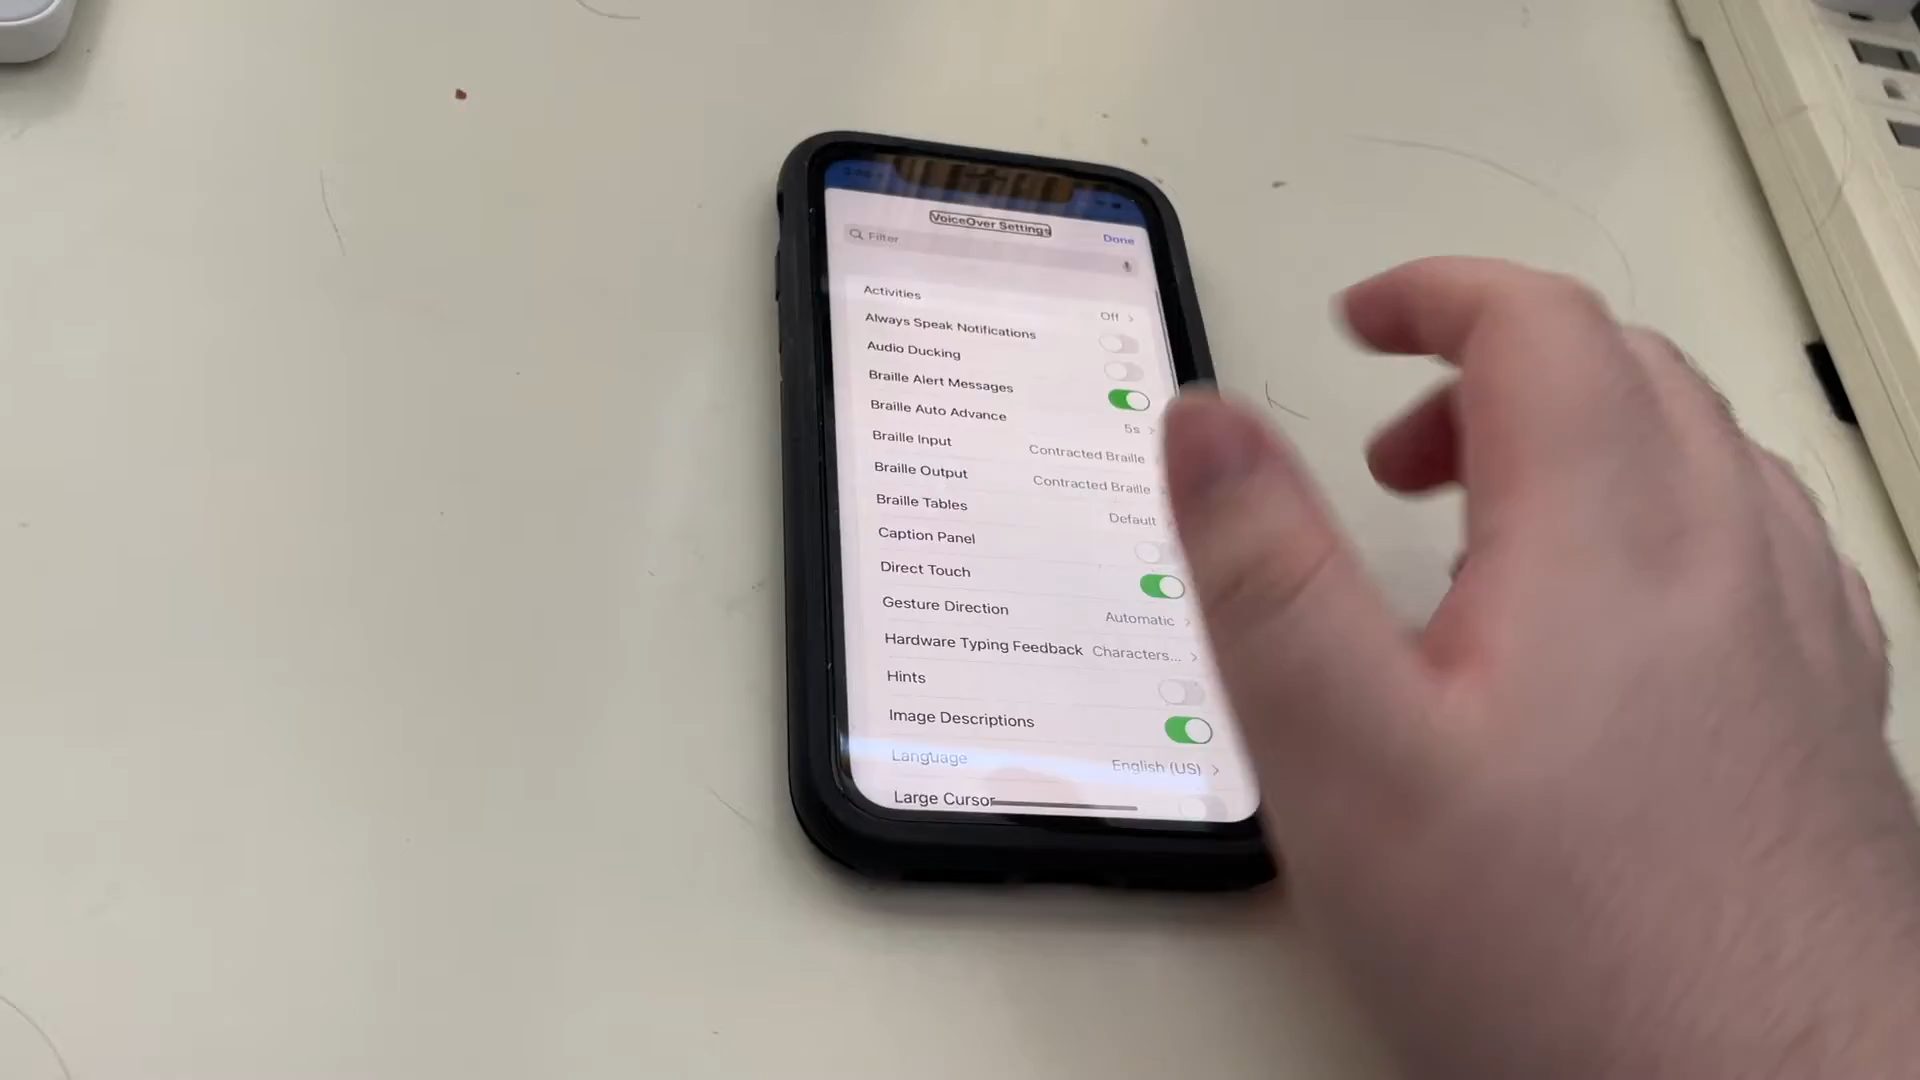 VoiceOver Settings
Done
Filter
Activities Off
Always Speak Notifications
Audio Ducking
Braille Alert Messages
Braille Auto Advance 5s
Braille Input Contracted Braille
Braille Output Contracted Braille
Braille Tables Default
Caption Panel
Direct Touch
Gesture Direction Automatic
Hardware Typing Feedback Characters...
Hints
Image Descriptions
Language English (US)
Large Cursor